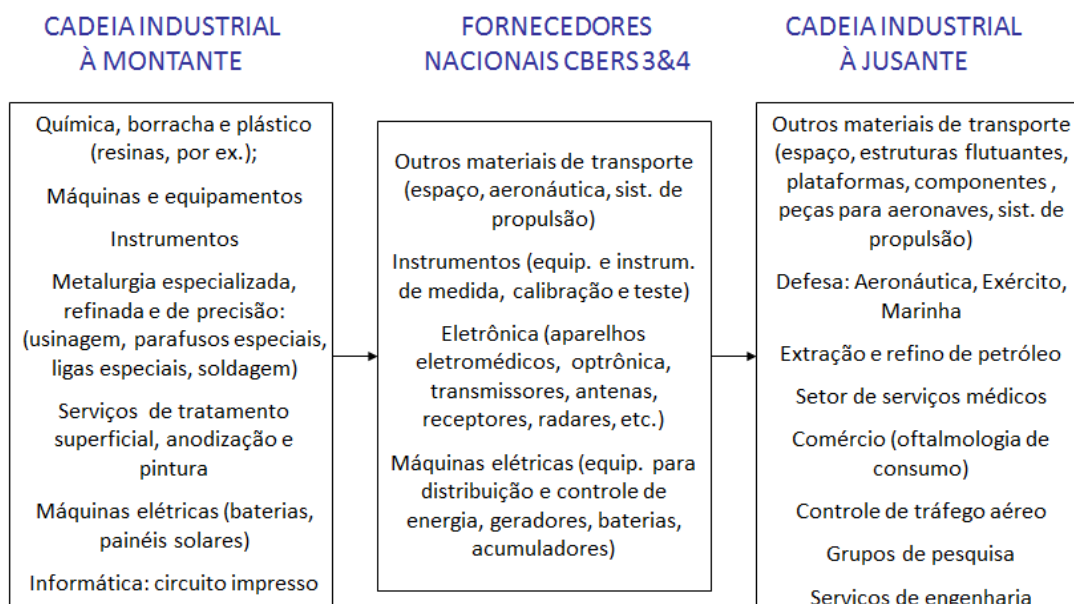 CADEIA INDUSTRIAL
À MONTANTE
Química, borracha e plástico
(resinas, por ex.);
Máquinas e equipamentos
Instrumentos
Metalurgia especializada,
refinada e de precisão:
(usinagem, parafusos especiais,
ligas especiais, soldagem)
Serviços de tratamento
superficial, anodização e
pintura
Máquinas elétricas (baterias,
painéis solares)
Informática: circuito impresso
FORNECEDORES
NACIONAIS CBERS 3&4
Outros materiais de transporte
(espaço, aeronáutica, sist. de
propulsão)
Instrumentos (equip. e instrum.
de medida, calibração e teste)
Eletrônica (aparelhos
eletromédicos, optrônica,
transmissores, antenas,
receptores, radares, etc.)
Máquinas elétricas (equip. para
distribuição e controle de
energia, geradores, baterias,
acumuladores)
CADEIA INDUSTRIAL
À JUSANTE
Outros materiais de transporte
(espaço, estruturas flutuantes,
plataformas, componentes ,
peças para aeronaves, sist. de
propulsão)
Defesa: Aeronáutica, Exército,
Marinha
Extração e refino de petróleo
Setor de serviços médicos
Comércio (oftalmologia de
consumo)
Controle de tráfego aéreo
Grupos de pesquisa
Serviços de engenharia